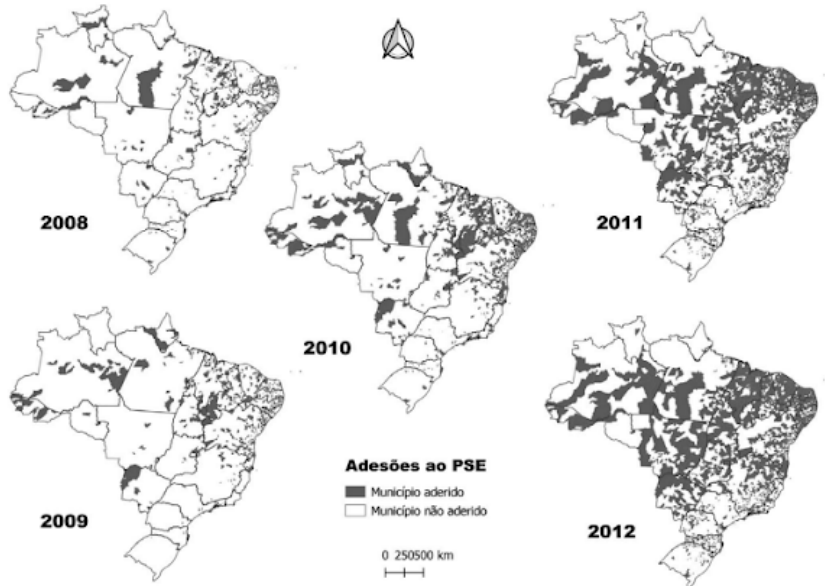 2008
2011
2010
2009
2012
Adesões ao PSE
Município aderido
Município não aderido
0 250500 km